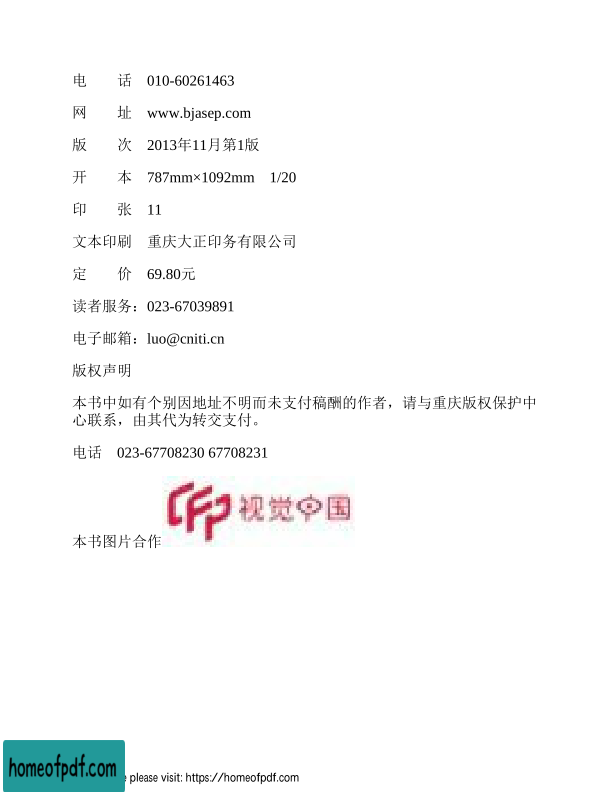 电　　话　010-60261463
网　　址　www.bjasep.com
版　　次　2013年11月第1版
开　　本　787mm×1092mm　1/20
印　　张　11
文本印刷　重庆大正印务有限公司
定　　价　69.80元
读者服务：023-67039891
电子邮箱：luo@cniti.cn
版权声明
本书中如有个别因地址不明而未支付稿酬的作者，请与重庆版权保护中
心联系，由其代为转交支付。
电话　023-67708230 67708231
CFP 视觉中国
本书图片合作
homeofpdf.com
e please visit: https://homeofpdf.com